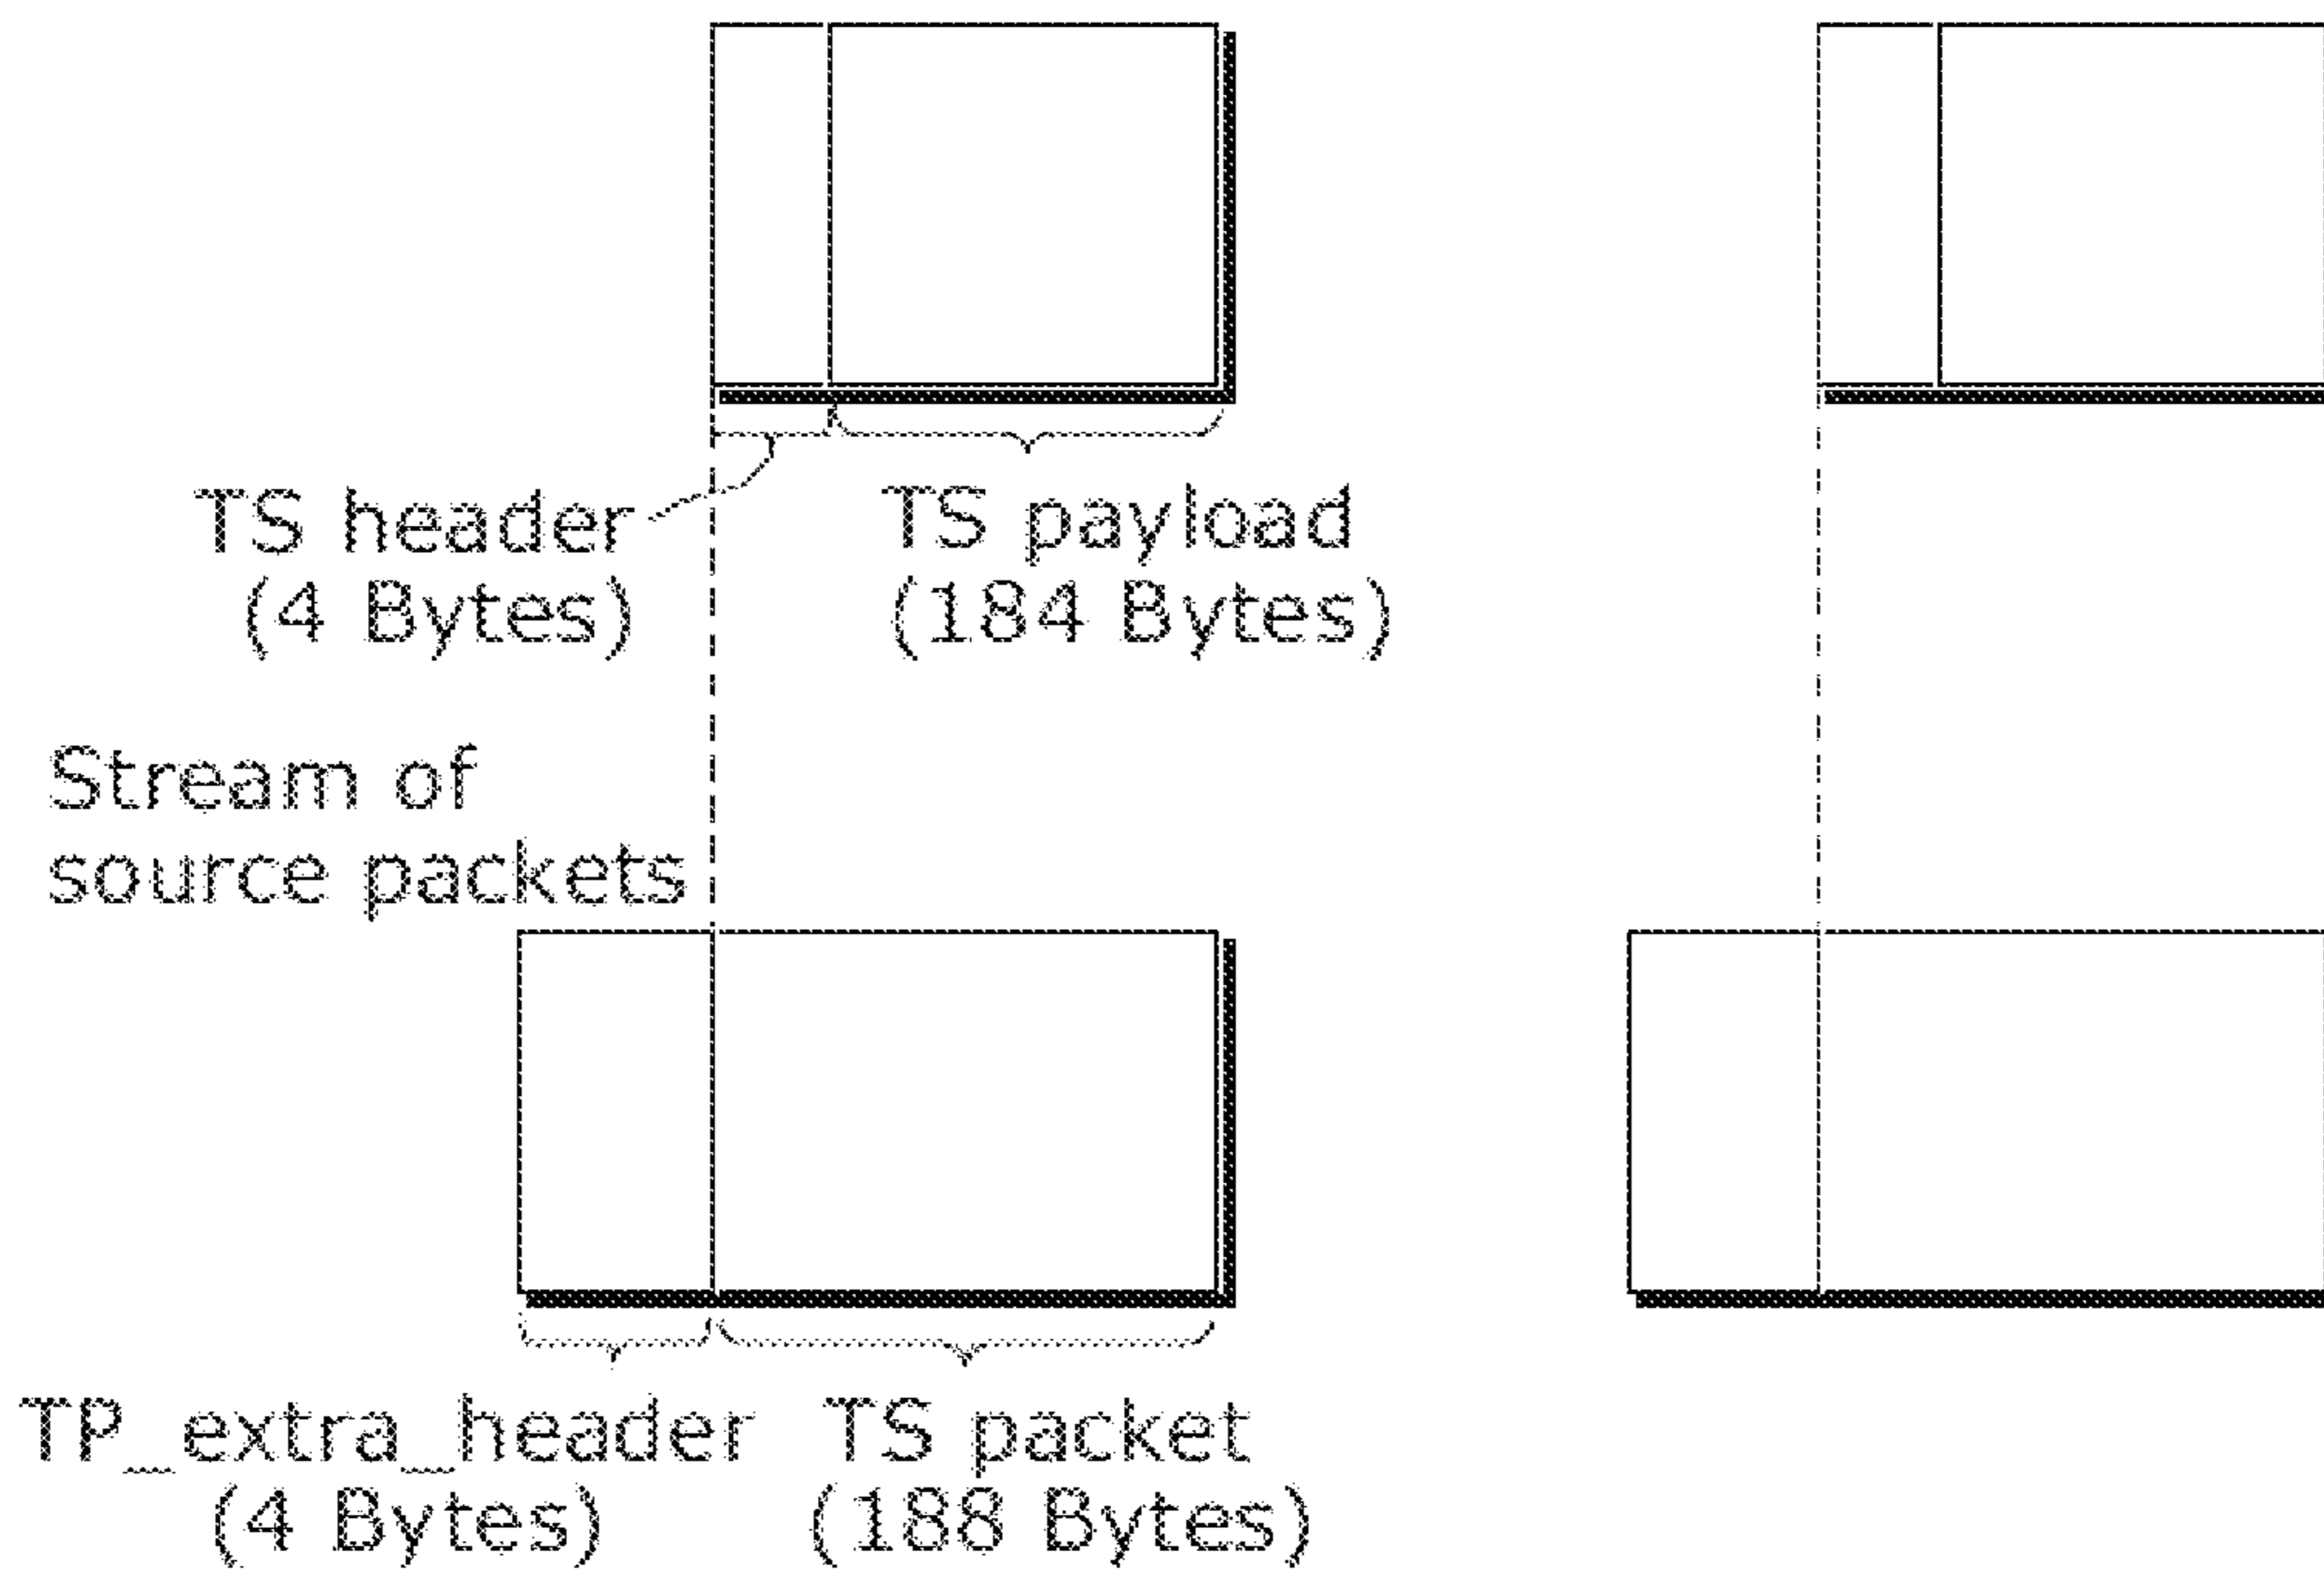 TS header
(4 Bytes)
TS payload
(184 Bytes)
Stream of
source packets
TP_extra_header
(4 Bytes)
TS packet
(188 Bytes)